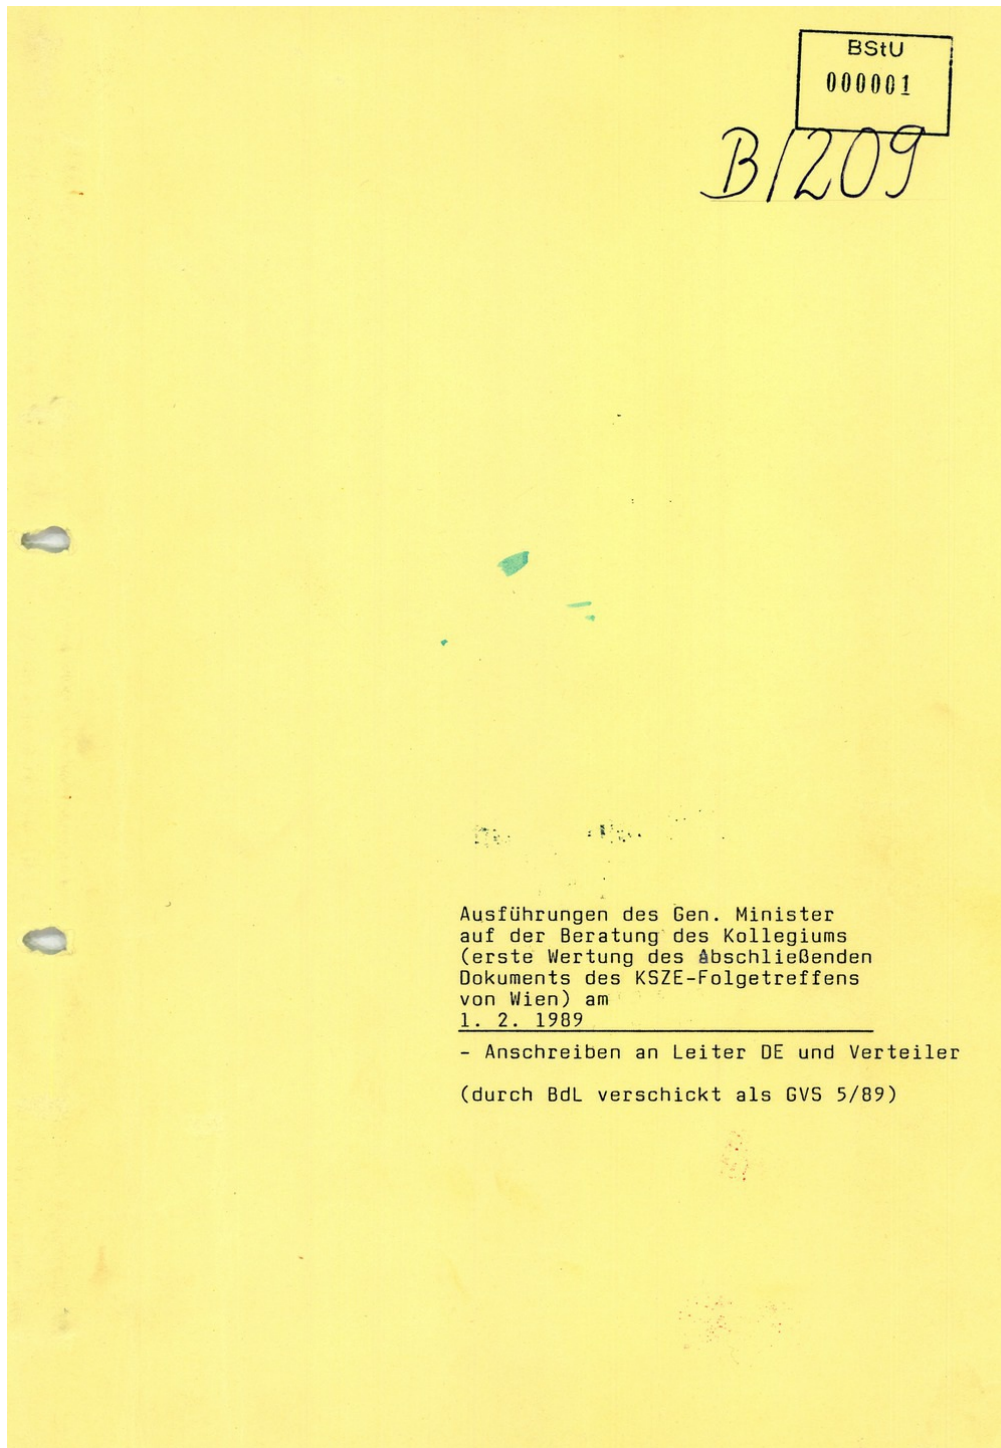 BStU
000001
B/209
Ausführungen des Gen. Minister
auf der Beratung des Kollegiums
(erste Wertung des Abschließenden
Dokuments des KSZE-Folgetreffens
von Wien) am
1. 2. 1989
- Anschreiben an Leiter DE und Verteiler
(durch BdL verschickt als GVS 5/89)